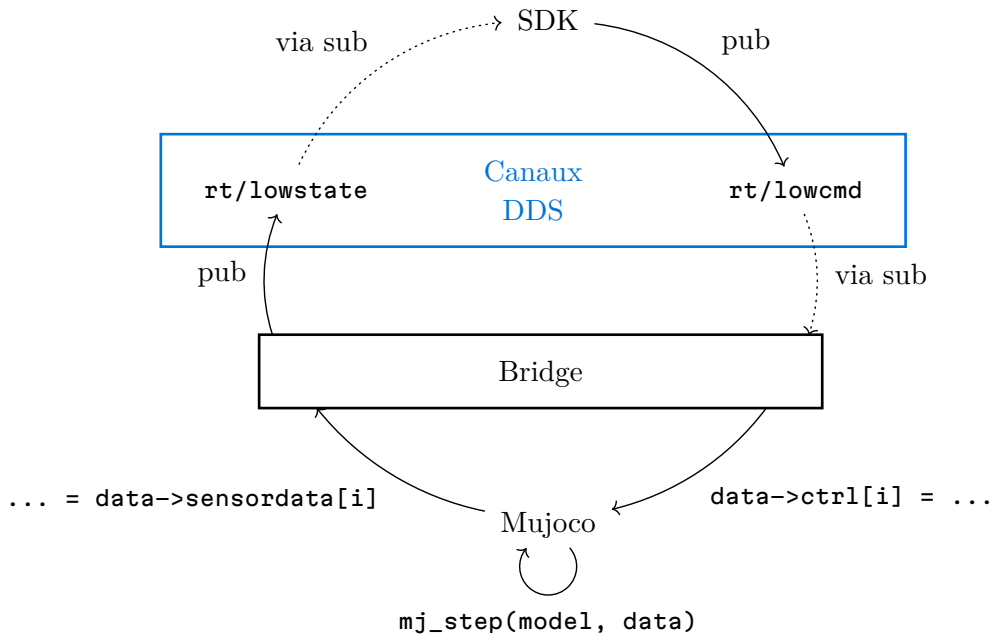 SDK
via sub
pub
Canaux
DDS
rt/lowstate
rt/lowcmd
pub
via sub
Bridge
... = data->sensordata[i]
data->ctrl[i] = ...
Mujoco
mj_step(model, data)